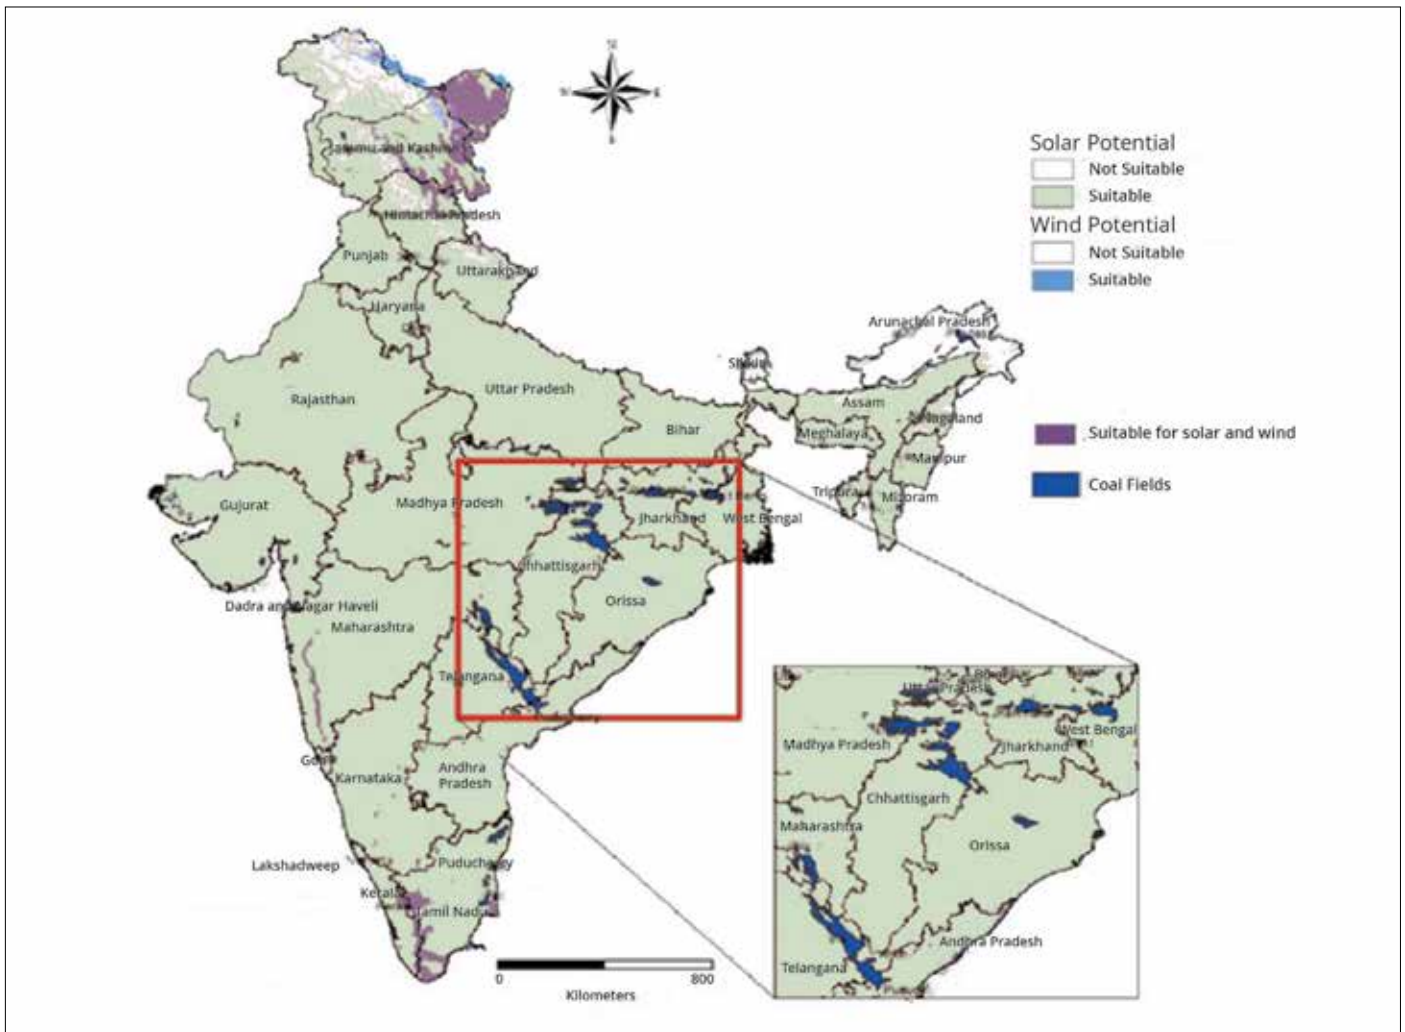 N
W
E
S
Solar Potential
Not Suitable
Suitable
Wind Potential
Not Suitable
Suitable
Suitable for solar and wind
Coal Fields
Jammu and Kashmir
Himachal Pradesh
Punjab
Uttarakhand
Haryana
Arunachal Pradesh
Sikkim
Rajasthan
Uttar Pradesh
Assam
Nagaland
Bihar
Meghalaya
Manipur
Gujurat
Madhya Pradesh
Tripura
Mizoram
Jharkhand
West Bengal
Chhattisgarh
Orissa
Dadra and Nagar Haveli
Maharashtra
Telangana
Goa
Karnataka
Andhra
Pradesh
Lakshadweep
Puducherry
Kerala
Tamil Nadu
0
800
Kilometers
Uttar Pradesh
West Bengal
Madhya Pradesh
Jharkhand
Chhattisgarh
Maharashtra
Orissa
Andhra Pradesh
Telangana